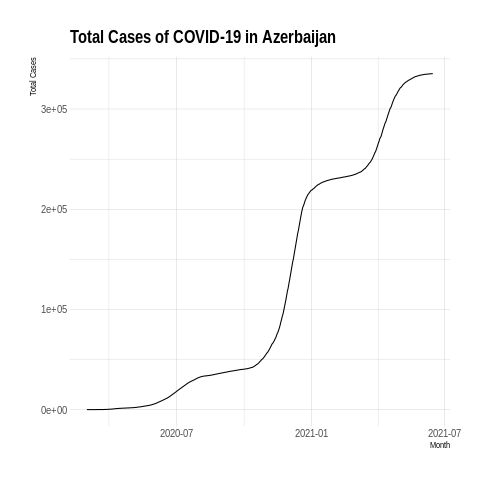 Total Cases of COVID-19 in Azerbaijan
Total Cases
3e+05
2e+05
1e+05
0e+00
2020-07
2021-01
2021-07
Month